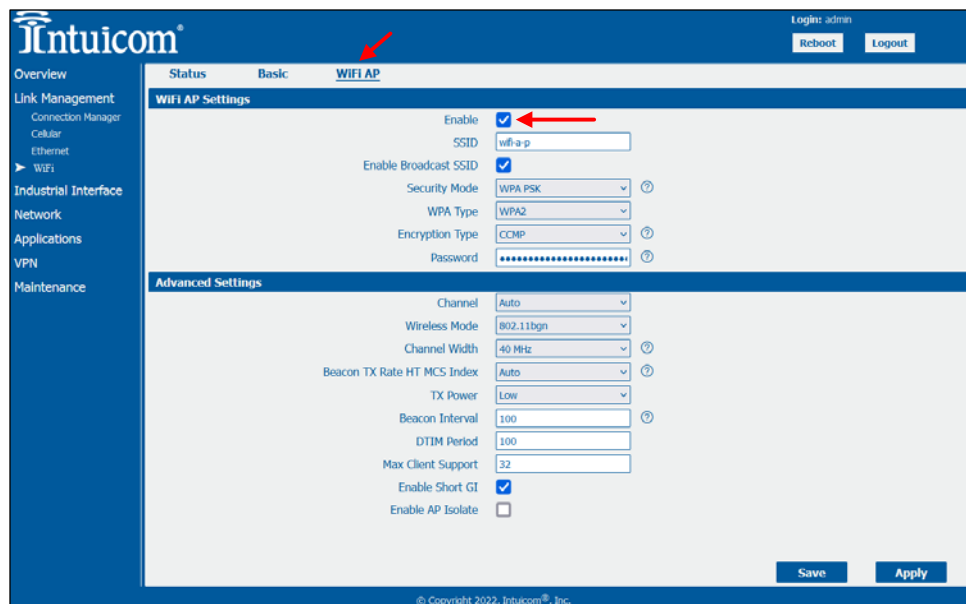 Intuicom®
Login: admin
Reboot Logout
Overview
Link Management
Connection Manager
Cellular
Ethernet
WiFi
Industrial Interface
Network
Applications
VPN
Maintenance
Status Basic WiFi AP
WiFi AP Settings
Enable
SSID wifi-a-p
Enable Broadcast SSID
Security Mode WPA PSK
WPA Type WPA2
Encryption Type CCMP
Password
Advanced Settings
Channel Auto
Wireless Mode 802.11bgn
Channel Width 40 MHz
Beacon TX Rate HT MCS Index Auto
TX Power Low
Beacon Interval 100
DTIM Period 100
Max Client Support 32
Enable Short GI
Enable AP Isolate
Save Apply
© Copyright 2022, Intuicom®, Inc.